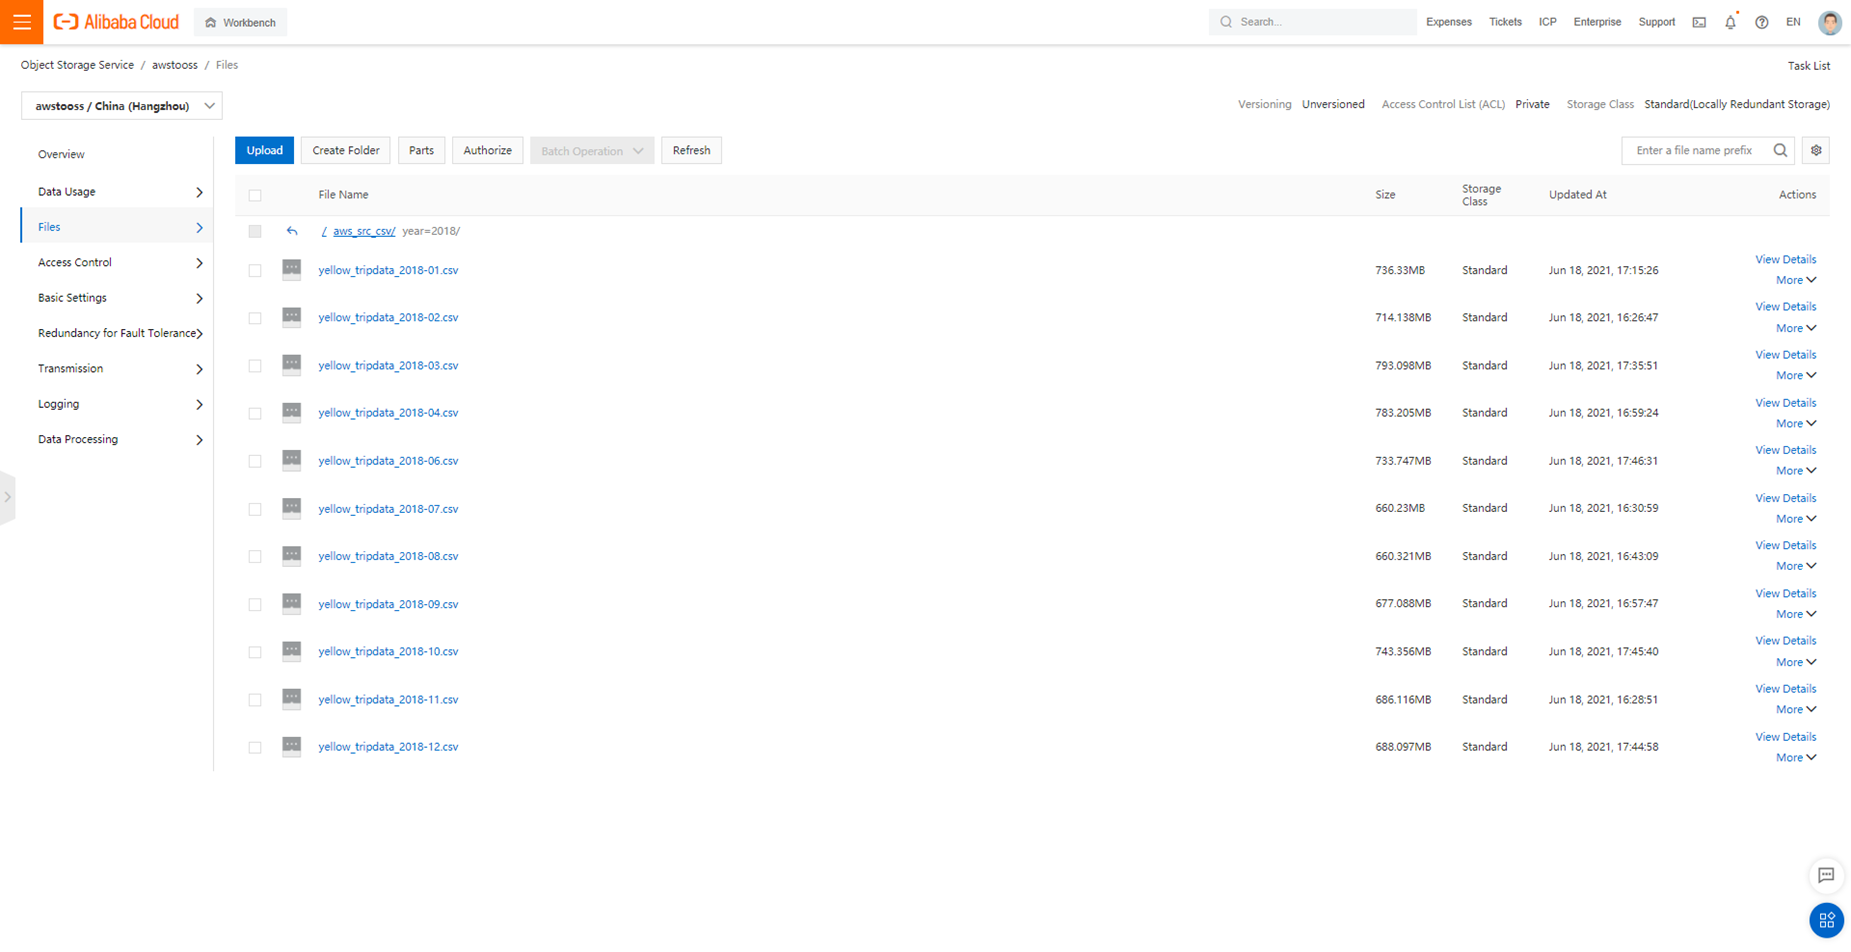 Alibaba Cloud Workbench Search... Expenses Tickets ICP Enterprise Support EN
Object Storage Service / awstooss / Files Task List
awstooss / China (Hangzhou) Versioning Unversioned Access Control List (ACL) Private Storage Class Standard(Locally Redundant Storage)
Overview
Data Usage
Files
Access Control
Basic Settings
Redundancy for Fault Tolerance
Transmission
Logging
Data Processing
Upload Create Folder Parts Authorize Batch Operation Refresh Enter a file name prefix
File Name Size Storage Class Updated At Actions
/ aws_src_csv/ year=2018/
yellow_tripdata_2018-01.csv 736.33MB Standard Jun 18, 2021, 17:15:26 View Details
More
yellow_tripdata_2018-02.csv 714.138MB Standard Jun 18, 2021, 16:26:47 View Details
More
yellow_tripdata_2018-03.csv 793.098MB Standard Jun 18, 2021, 17:35:51 View Details
More
yellow_tripdata_2018-04.csv 783.205MB Standard Jun 18, 2021, 16:59:24 View Details
More
yellow_tripdata_2018-06.csv 733.747MB Standard Jun 18, 2021, 17:46:31 View Details
More
yellow_tripdata_2018-07.csv 660.23MB Standard Jun 18, 2021, 16:30:59 View Details
More
yellow_tripdata_2018-08.csv 660.321MB Standard Jun 18, 2021, 16:43:09 View Details
More
yellow_tripdata_2018-09.csv 677.088MB Standard Jun 18, 2021, 16:57:47 View Details
More
yellow_tripdata_2018-10.csv 743.356MB Standard Jun 18, 2021, 17:45:40 View Details
More
yellow_tripdata_2018-11.csv 686.116MB Standard Jun 18, 2021, 16:28:51 View Details
More
yellow_tripdata_2018-12.csv 688.097MB Standard Jun 18, 2021, 17:44:58 View Details
More